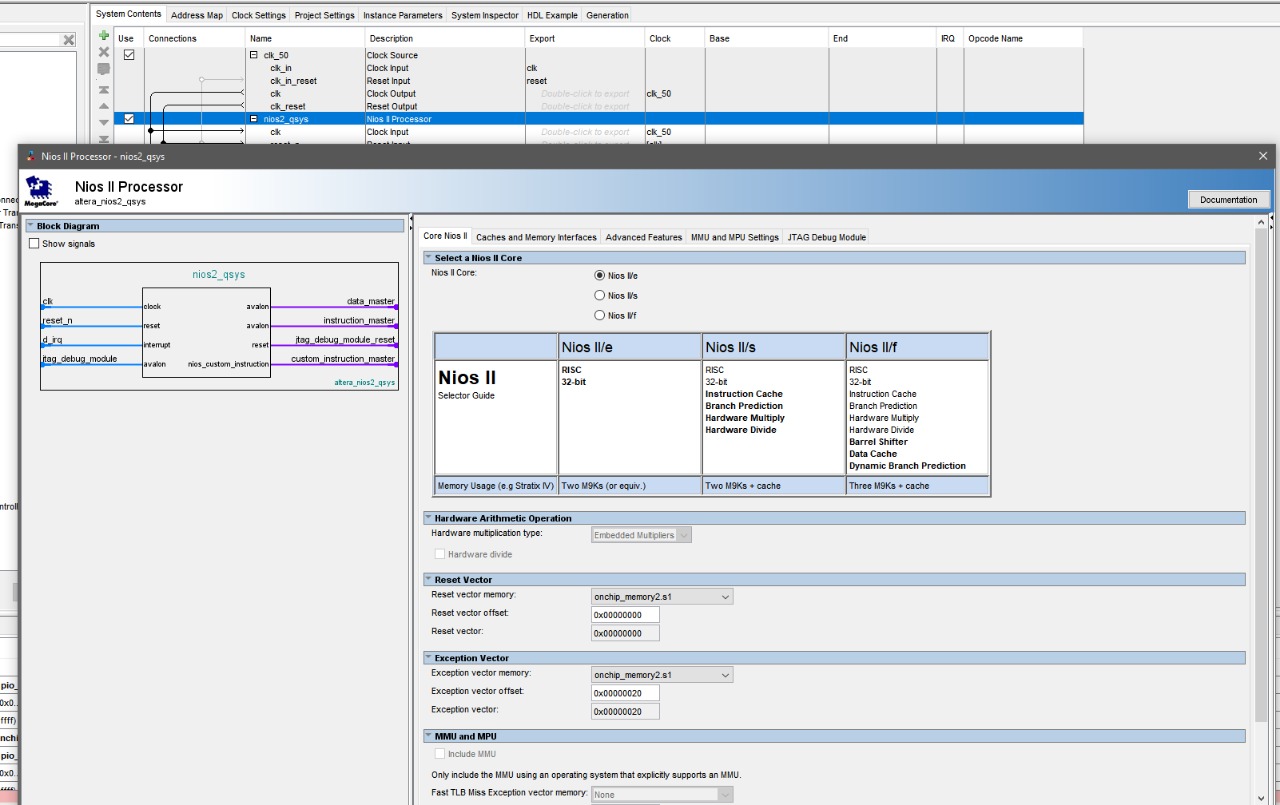 System Contents Address Map Clock Settings Project Settings Instance Parameters System Inspector HDL Example Generation
Use Connections Name Description Export Clock Base End IRQ Opcode Name
clk_50 Clock Source
clk_in Clock Input clk
clk_in_reset Reset Input reset
clk Clock Output Double-click to export clk_50
clk_reset Reset Output Double-click to export
nios2_qsys Nios II Processor
clk Clock Input Double-click to export clk_50
Nios II Processor - nios2_qsys
MegaCore
Nios II Processor
altera_nios2_qsys
Documentation
Block Diagram
Show signals
nios2_qsys
clk clock avalon data_master
reset_n reset avalon instruction_master
d_irq interrupt reset jtag_debug_module_reset
jtag_debug_module avalon nios_custom_instruction custom_instruction_master
altera_nios2_qsys
Core Nios II Caches and Memory Interfaces Advanced Features MMU and MPU Settings JTAG Debug Module
Select a Nios II Core
Nios II Core:
Nios II/e
Nios II/s
Nios II/f
Nios II/e Nios II/s Nios II/f
Nios II
Selector Guide
RISC
32-bit
RISC
32-bit
Instruction Cache
Branch Prediction
Hardware Multiply
Hardware Divide
RISC
32-bit
Instruction Cache
Branch Prediction
Hardware Multiply
Hardware Divide
Barrel Shifter
Data Cache
Dynamic Branch Prediction
Memory Usage (e.g Stratix IV) Two M9Ks (or equiv.) Two M9Ks + cache Three M9Ks + cache
Hardware Arithmetic Operation
Hardware multiplication type: Embedded Multipliers
Hardware divide
Reset Vector
Reset vector memory: onchip_memory2.s1
Reset vector offset: 0x00000000
Reset vector: 0x00000000
Exception Vector
Exception vector memory: onchip_memory2.s1
Exception vector offset: 0x00000020
Exception vector: 0x00000020
MMU and MPU
Include MMU
Only include the MMU using an operating system that explicitly supports an MMU.
Fast TLB Miss Exception vector memory: None